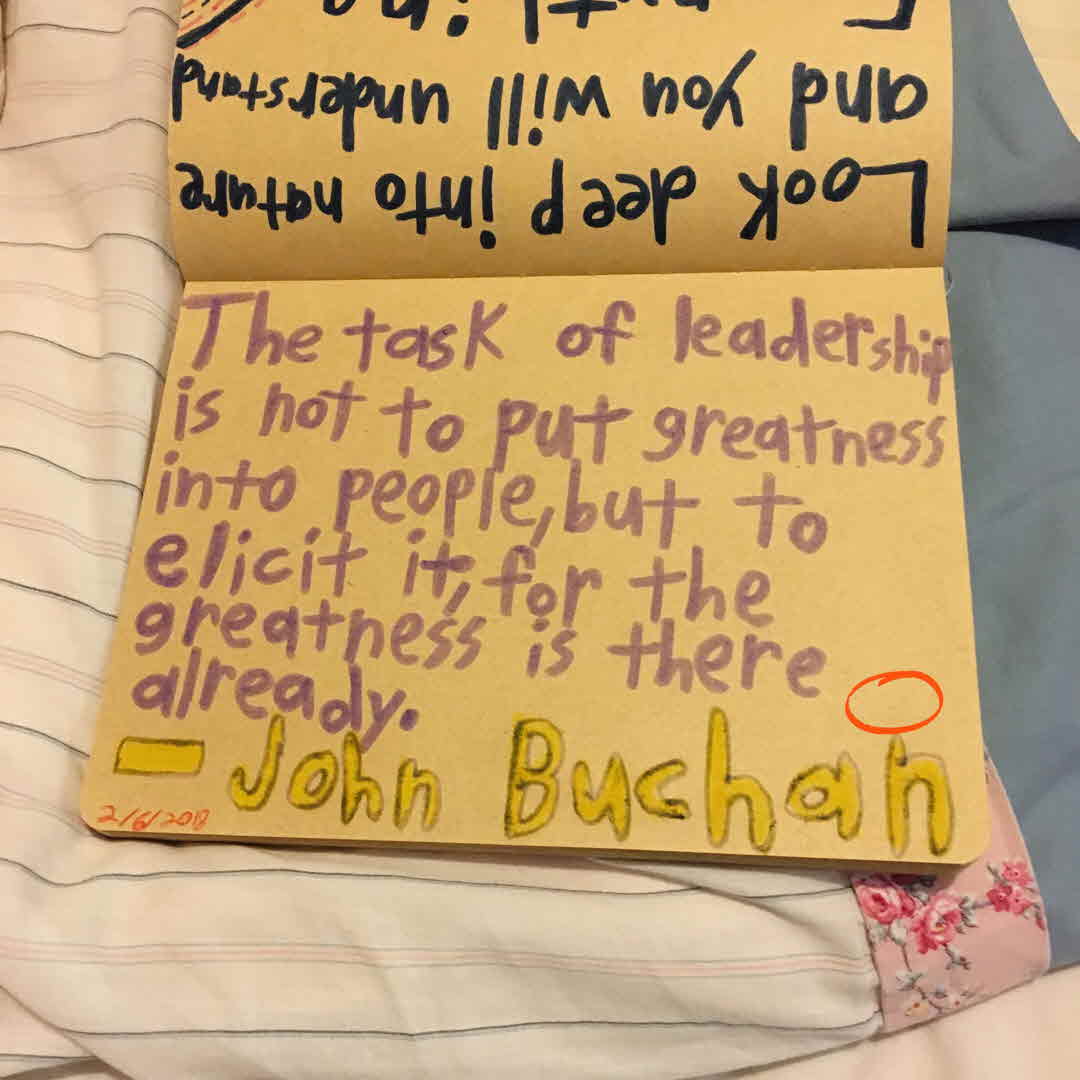 Look deep into nature
and you will understand
The task of leadership
is not to put greatness
into people, but to
elicit it, for the
greatness is there
already.
— John Buchan
2/6/2018